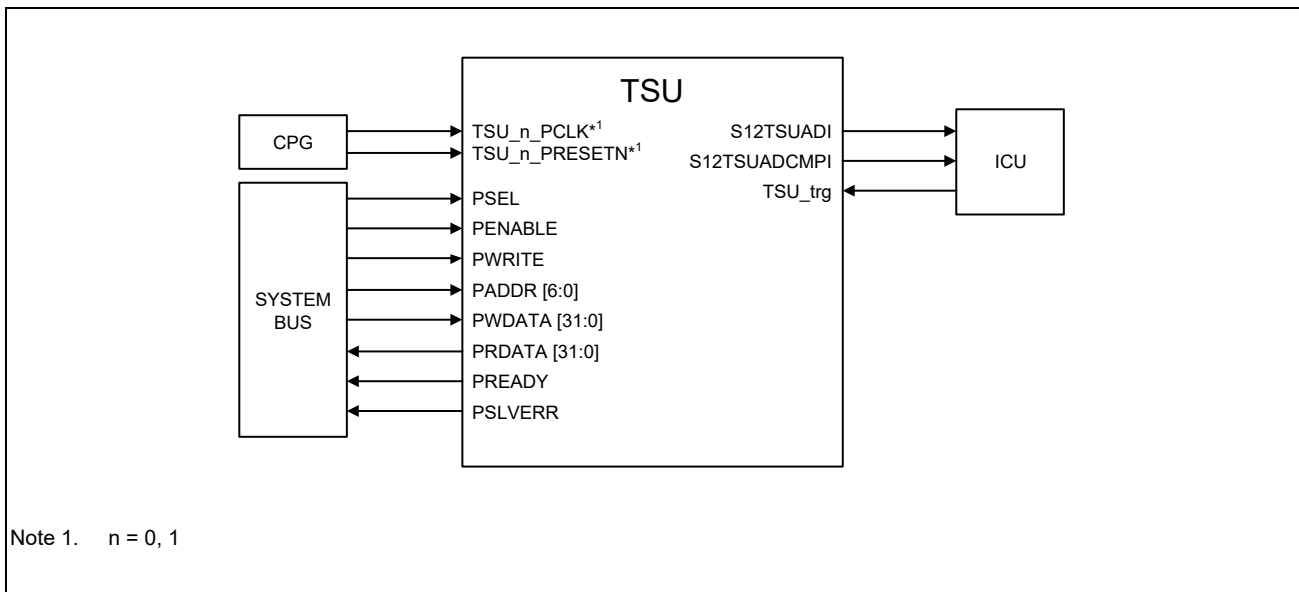 TSU
CPG
TSU_n_PCLK*1
TSU_n_PRESETN*1
SYSTEM
BUS
PSEL
PENABLE
PWRITE
PADDR [6:0]
PWDATA [31:0]
PRDATA [31:0]
PREADY
PSLVERR
S12TSUADI
S12TSUADCMPI
TSU_trg
ICU
Note 1. n = 0, 1